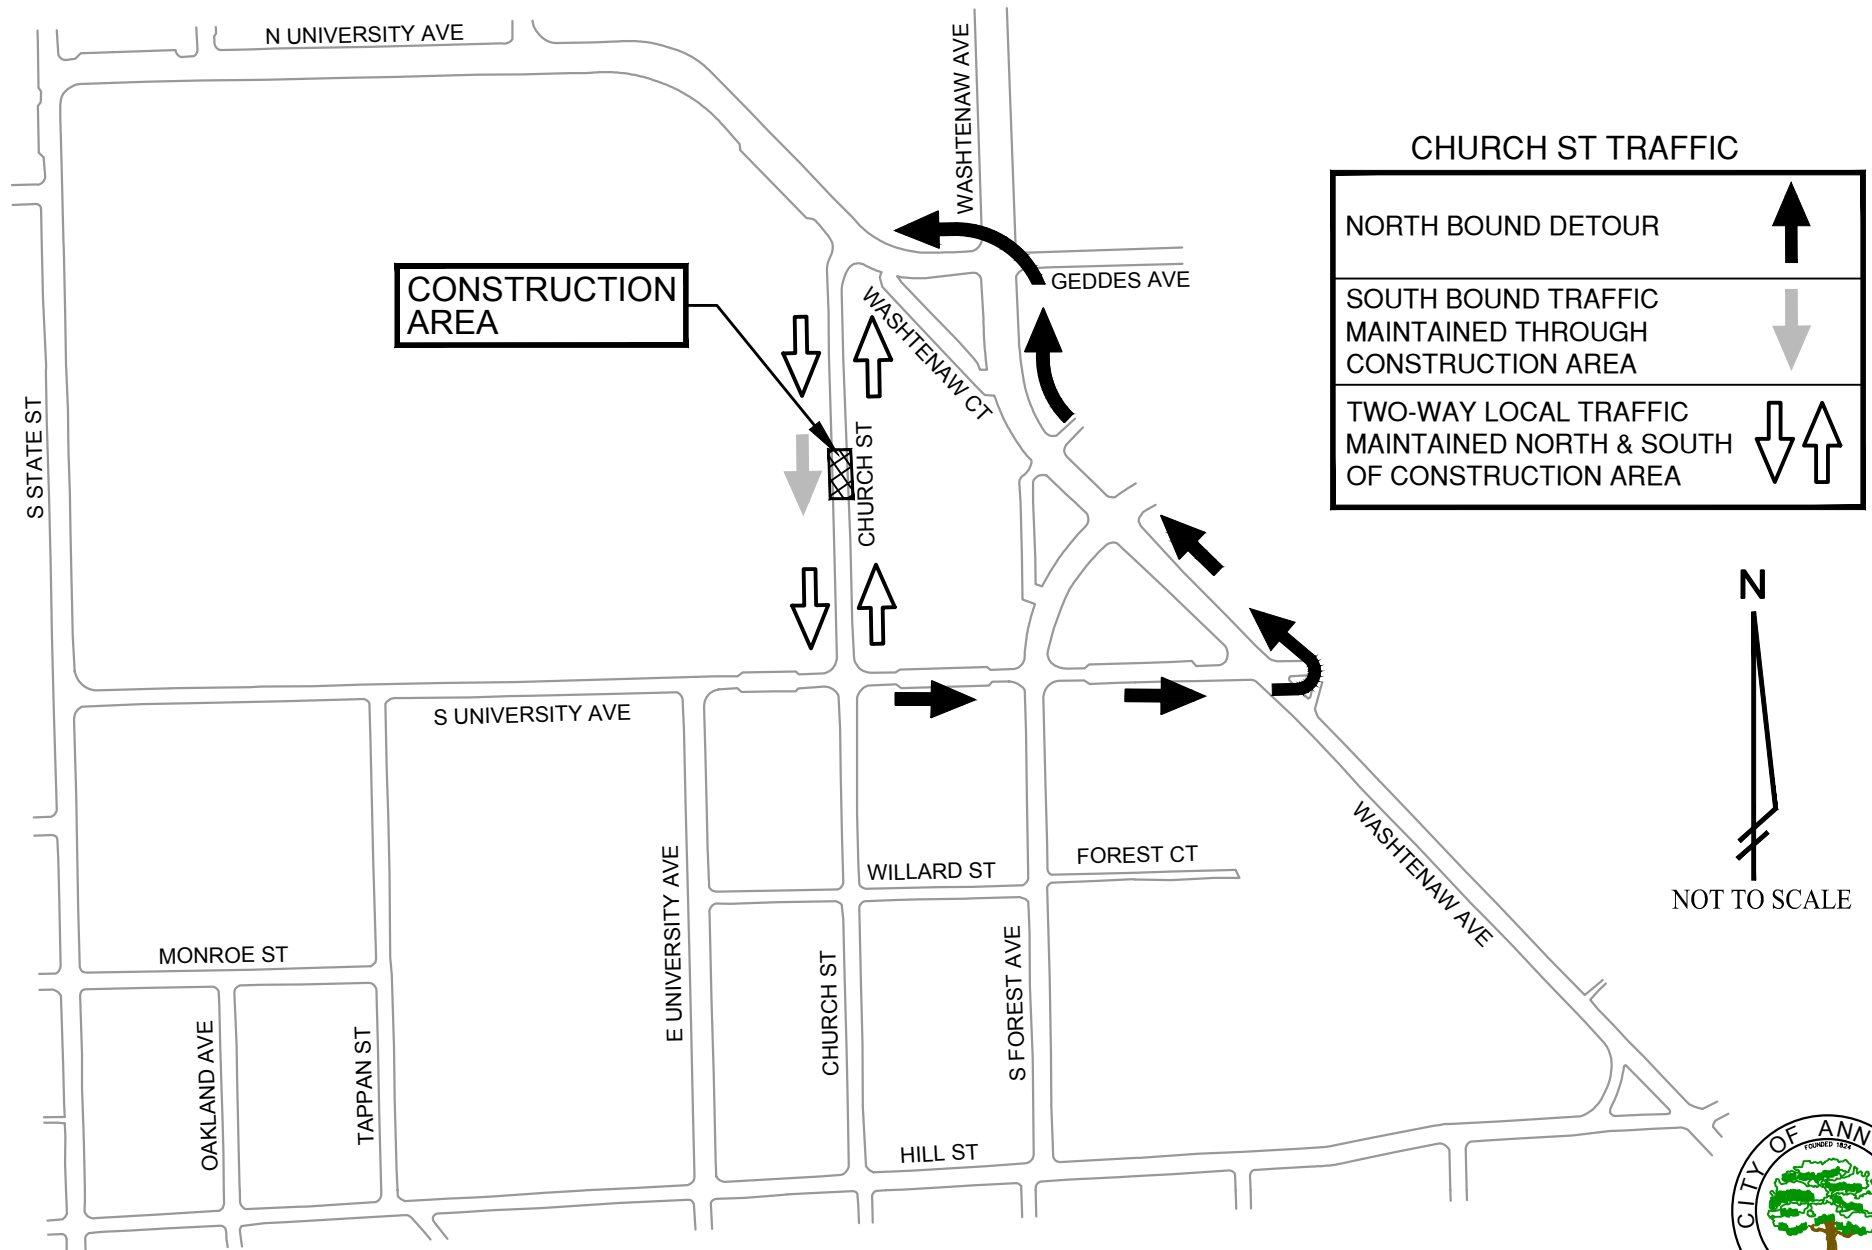 N UNIVERSITY AVE
WASHTENAW AVE
CHURCH ST TRAFFIC
NORTH BOUND DETOUR
SOUTH BOUND TRAFFIC
MAINTAINED THROUGH
CONSTRUCTION AREA
TWO-WAY LOCAL TRAFFIC
MAINTAINED NORTH & SOUTH
OF CONSTRUCTION AREA
CONSTRUCTION
AREA
GEDDES AVE
WASHTENAW CT
S STATE ST
CHURCH ST
N
S UNIVERSITY AVE
WASHTENAW AVE
NOT TO SCALE
WILLARD ST
FOREST CT
E UNIVERSITY AVE
MONROE ST
CHURCH ST
S FOREST AVE
OAKLAND AVE
TAPPAN ST
HILL ST
CITY OF ANN
FOUNDED 1824